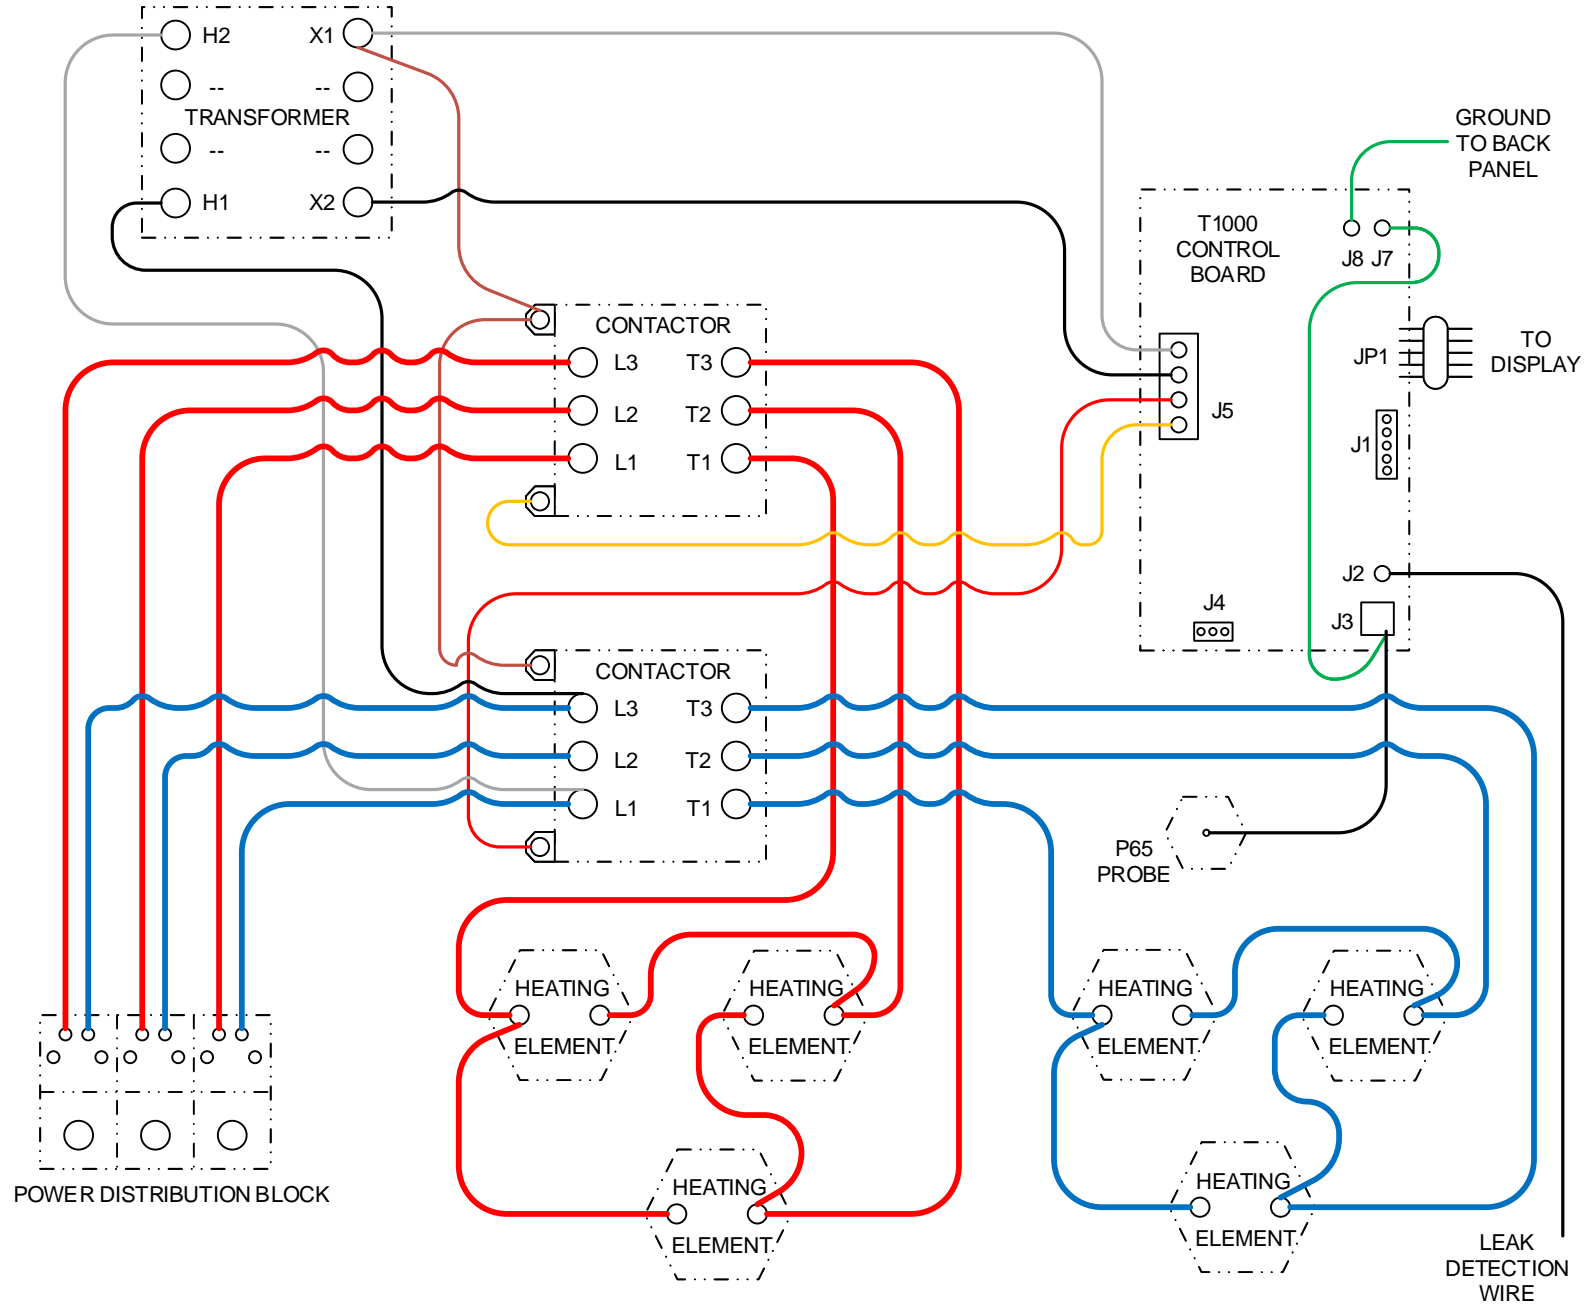 H2 X1
-- --
TRANSFORMER
-- --
H1 X2
GROUND
TO BACK
PANEL
T1000
CONTROL
BOARD
J8 J7
TO
DISPLAY
JP1
J5
J1
J2
J4
J3
CONTACTOR
L3 T3
L2 T2
L1 T1
CONTACTOR
L3 T3
L2 T2
L1 T1
P65
PROBE
HEATING
ELEMENT
HEATING
ELEMENT
HEATING
ELEMENT
HEATING
ELEMENT
HEATING
ELEMENT
HEATING
ELEMENT
POWER DISTRIBUTION BLOCK
LEAK
DETECTION
WIRE